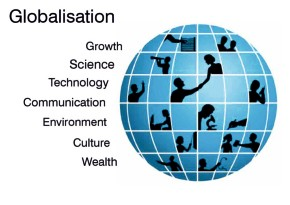 Globalisation
Growth
Science
Technology
Communication
Environment
Culture
Wealth